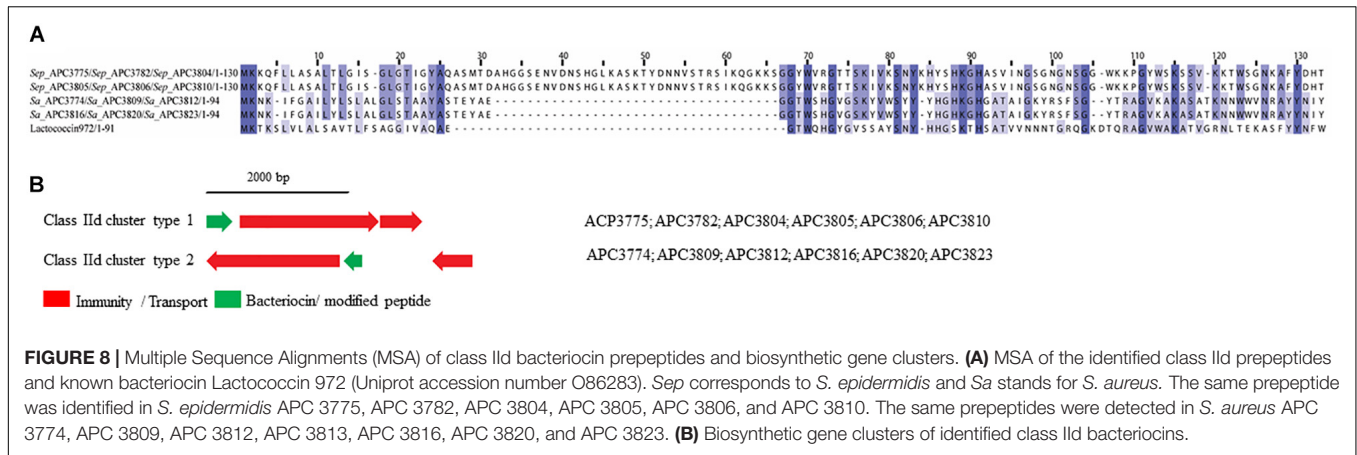 A
10 20 30 40 50 60 70 80 90 100 110 120 130
Sep_APC3775/Sep_APC3782/Sep_APC3804/1-130 MKKQFLLASALTLGIS-GLGTIGYAQASMTDAHGGSENVDNSHGLKASKTYDNNVSTRSIKQGKKSGGYWVRGTTSKIVKSNYKHYSHKGHASVINGSGNGNSGG-WKKPGYWSKSSV-KKTWSGNKAFYDHT
Sep_APC3805/Sep_APC3806/Sep_APC3810/1-130 MKKQFLLASALTLGIS-GLGTIGYAQASMTDAHGGSENVDNSHGLKASKTYDNNVSTRSIKQGKKSGGYWVRGTTSKIVKSNYKHYSHKGHASVINGSGNGNSGG-WKKPGYWSKSSV-KKTWSGNKAFYDHT
Sa_APC3774/Sa_APC3809/Sa_APC3812/1-94 MKNK-IFGAILYLSLALGLSTAAYASTEYAE-----------------------------------GGTWSHGVGSKYVWSYY-YHGHKGHGATAIGKYRSFSG--YTRAGVKAKASATKNNWWVNRAYYNIY
Sa_APC3816/Sa_APC3820/Sa_APC3823/1-94 MKNK-IFGAILYLSLALGLSTAAYASTEYAE-----------------------------------GGTWSHGVGSKYVWSYY-YHGHKGHGATAIGKYRSFSG--YTRAGVKAKASATKNNWWVNRAYYNIY
Lactococcin972/1-91 MKTKSLVLALSAVTLFSAGGIVAQAE-----------------------------------------GTWQHGYGVSSAYSNY-HHGSKTHSATVVNNNTGRQGKDTQRAGVWAKATVGRNLTEKASFYYNFW
B
2000 bp
Class IId cluster type 1 ACP3775; APC3782; APC3804; APC3805; APC3806; APC3810
Class IId cluster type 2 APC3774; APC3809; APC3812; APC3816; APC3820; APC3823
Immunity / Transport Bacteriocin/ modified peptide
FIGURE 8 | Multiple Sequence Alignments (MSA) of class IId bacteriocin prepeptides and biosynthetic gene clusters. (A) MSA of the identified class IId prepeptides
and known bacteriocin Lactococcin 972 (Uniprot accession number O86283). Sep corresponds to S. epidermidis and Sa stands for S. aureus. The same prepeptide
was identified in S. epidermidis APC 3775, APC 3782, APC 3804, APC 3805, APC 3806, and APC 3810. The same prepeptides were detected in S. aureus APC
3774, APC 3809, APC 3812, APC 3813, APC 3816, APC 3820, and APC 3823. (B) Biosynthetic gene clusters of identified class IId bacteriocins.